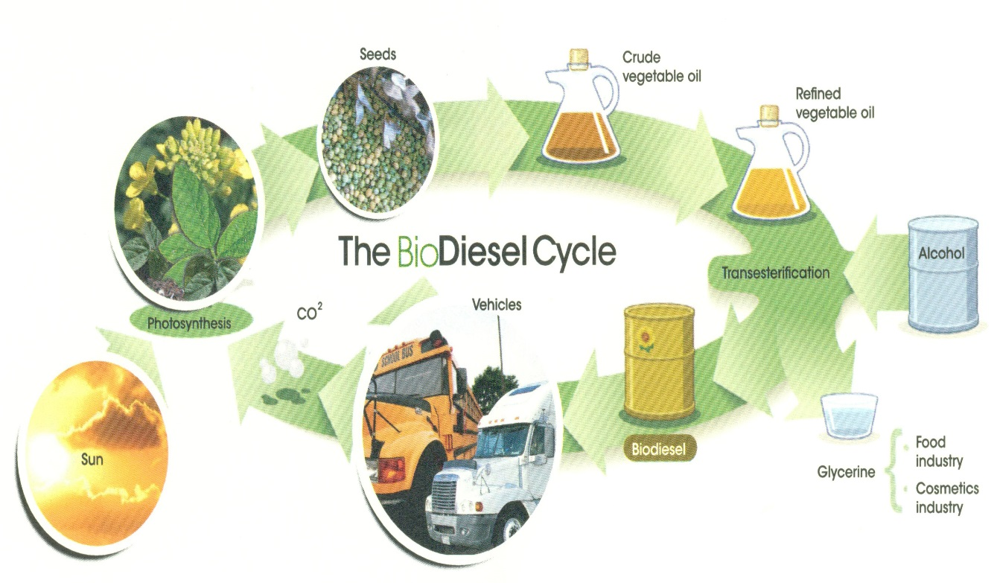 Seeds
Crude
vegetable oil
Refined
vegetable oil
The BioDiesel Cycle
Alcohol
Transesterification
Photosynthesis
CO²
Vehicles
SCHOOL BUS
Sun
Biodiesel
Glycerine
Food
industry
Cosmetics
industry